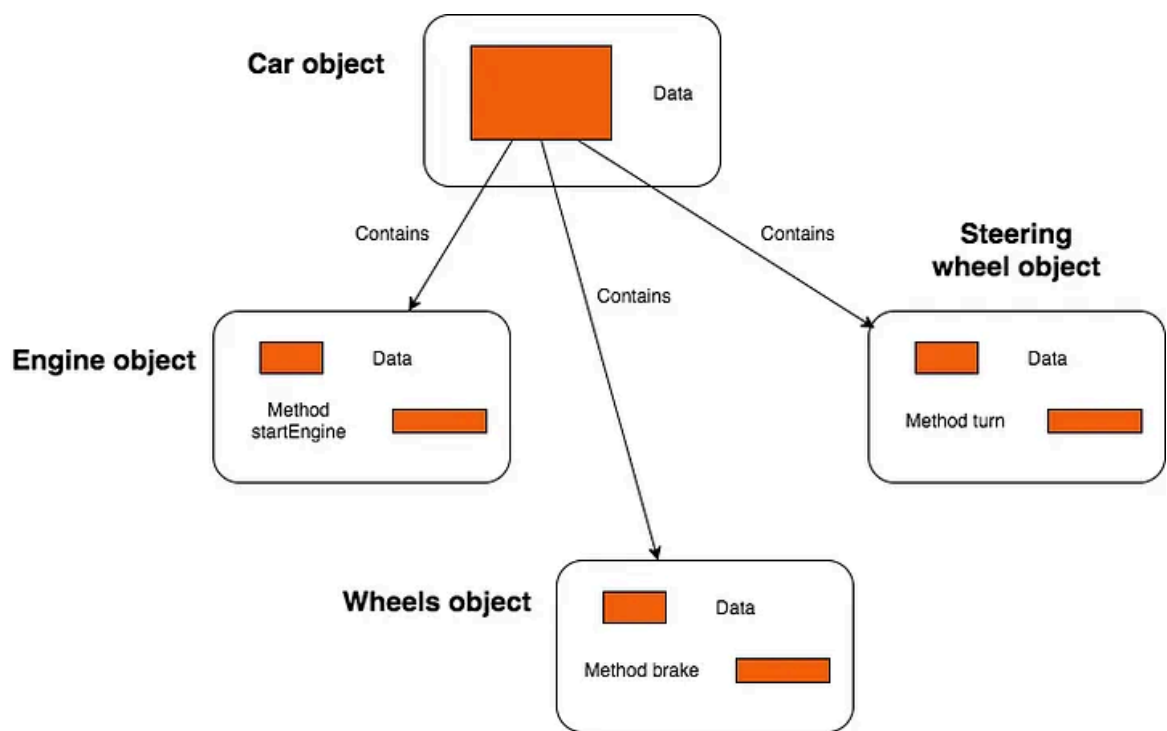 Car object
Data
Contains
Contains
Contains
Steering
wheel object
Engine object
Data
Method
startEngine
Data
Method turn
Wheels object
Data
Method brake